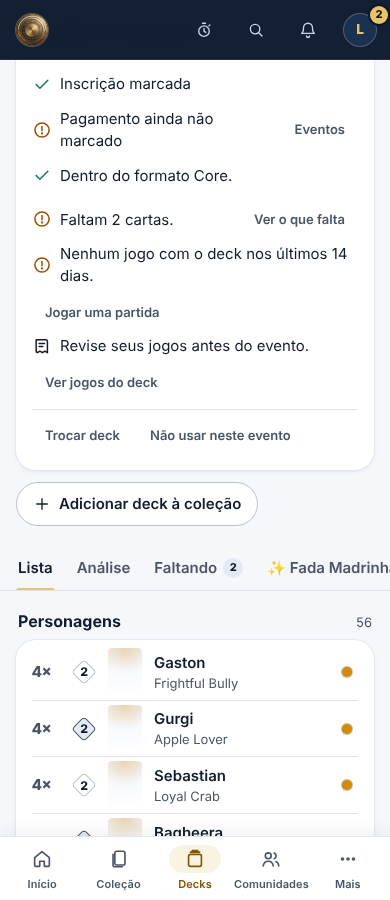 L
2
Inscrição marcada
Pagamento ainda não
marcado
Eventos
Dentro do formato Core.
Faltam 2 cartas.
Ver o que falta
Nenhum jogo com o deck nos últimos 14
dias.
Jogar uma partida
Revise seus jogos antes do evento.
Ver jogos do deck
Trocar deck
Não usar neste evento
Adicionar deck à coleção
Lista
Análise
Faltando 2
✨ Fada Madrinha
Personagens
56
4×
2
Gaston
Frightful Bully
4×
2
Gurgi
Apple Lover
4×
2
Sebastian
Loyal Crab
Bagheera
Início
Coleção
Decks
Comunidades
Mais